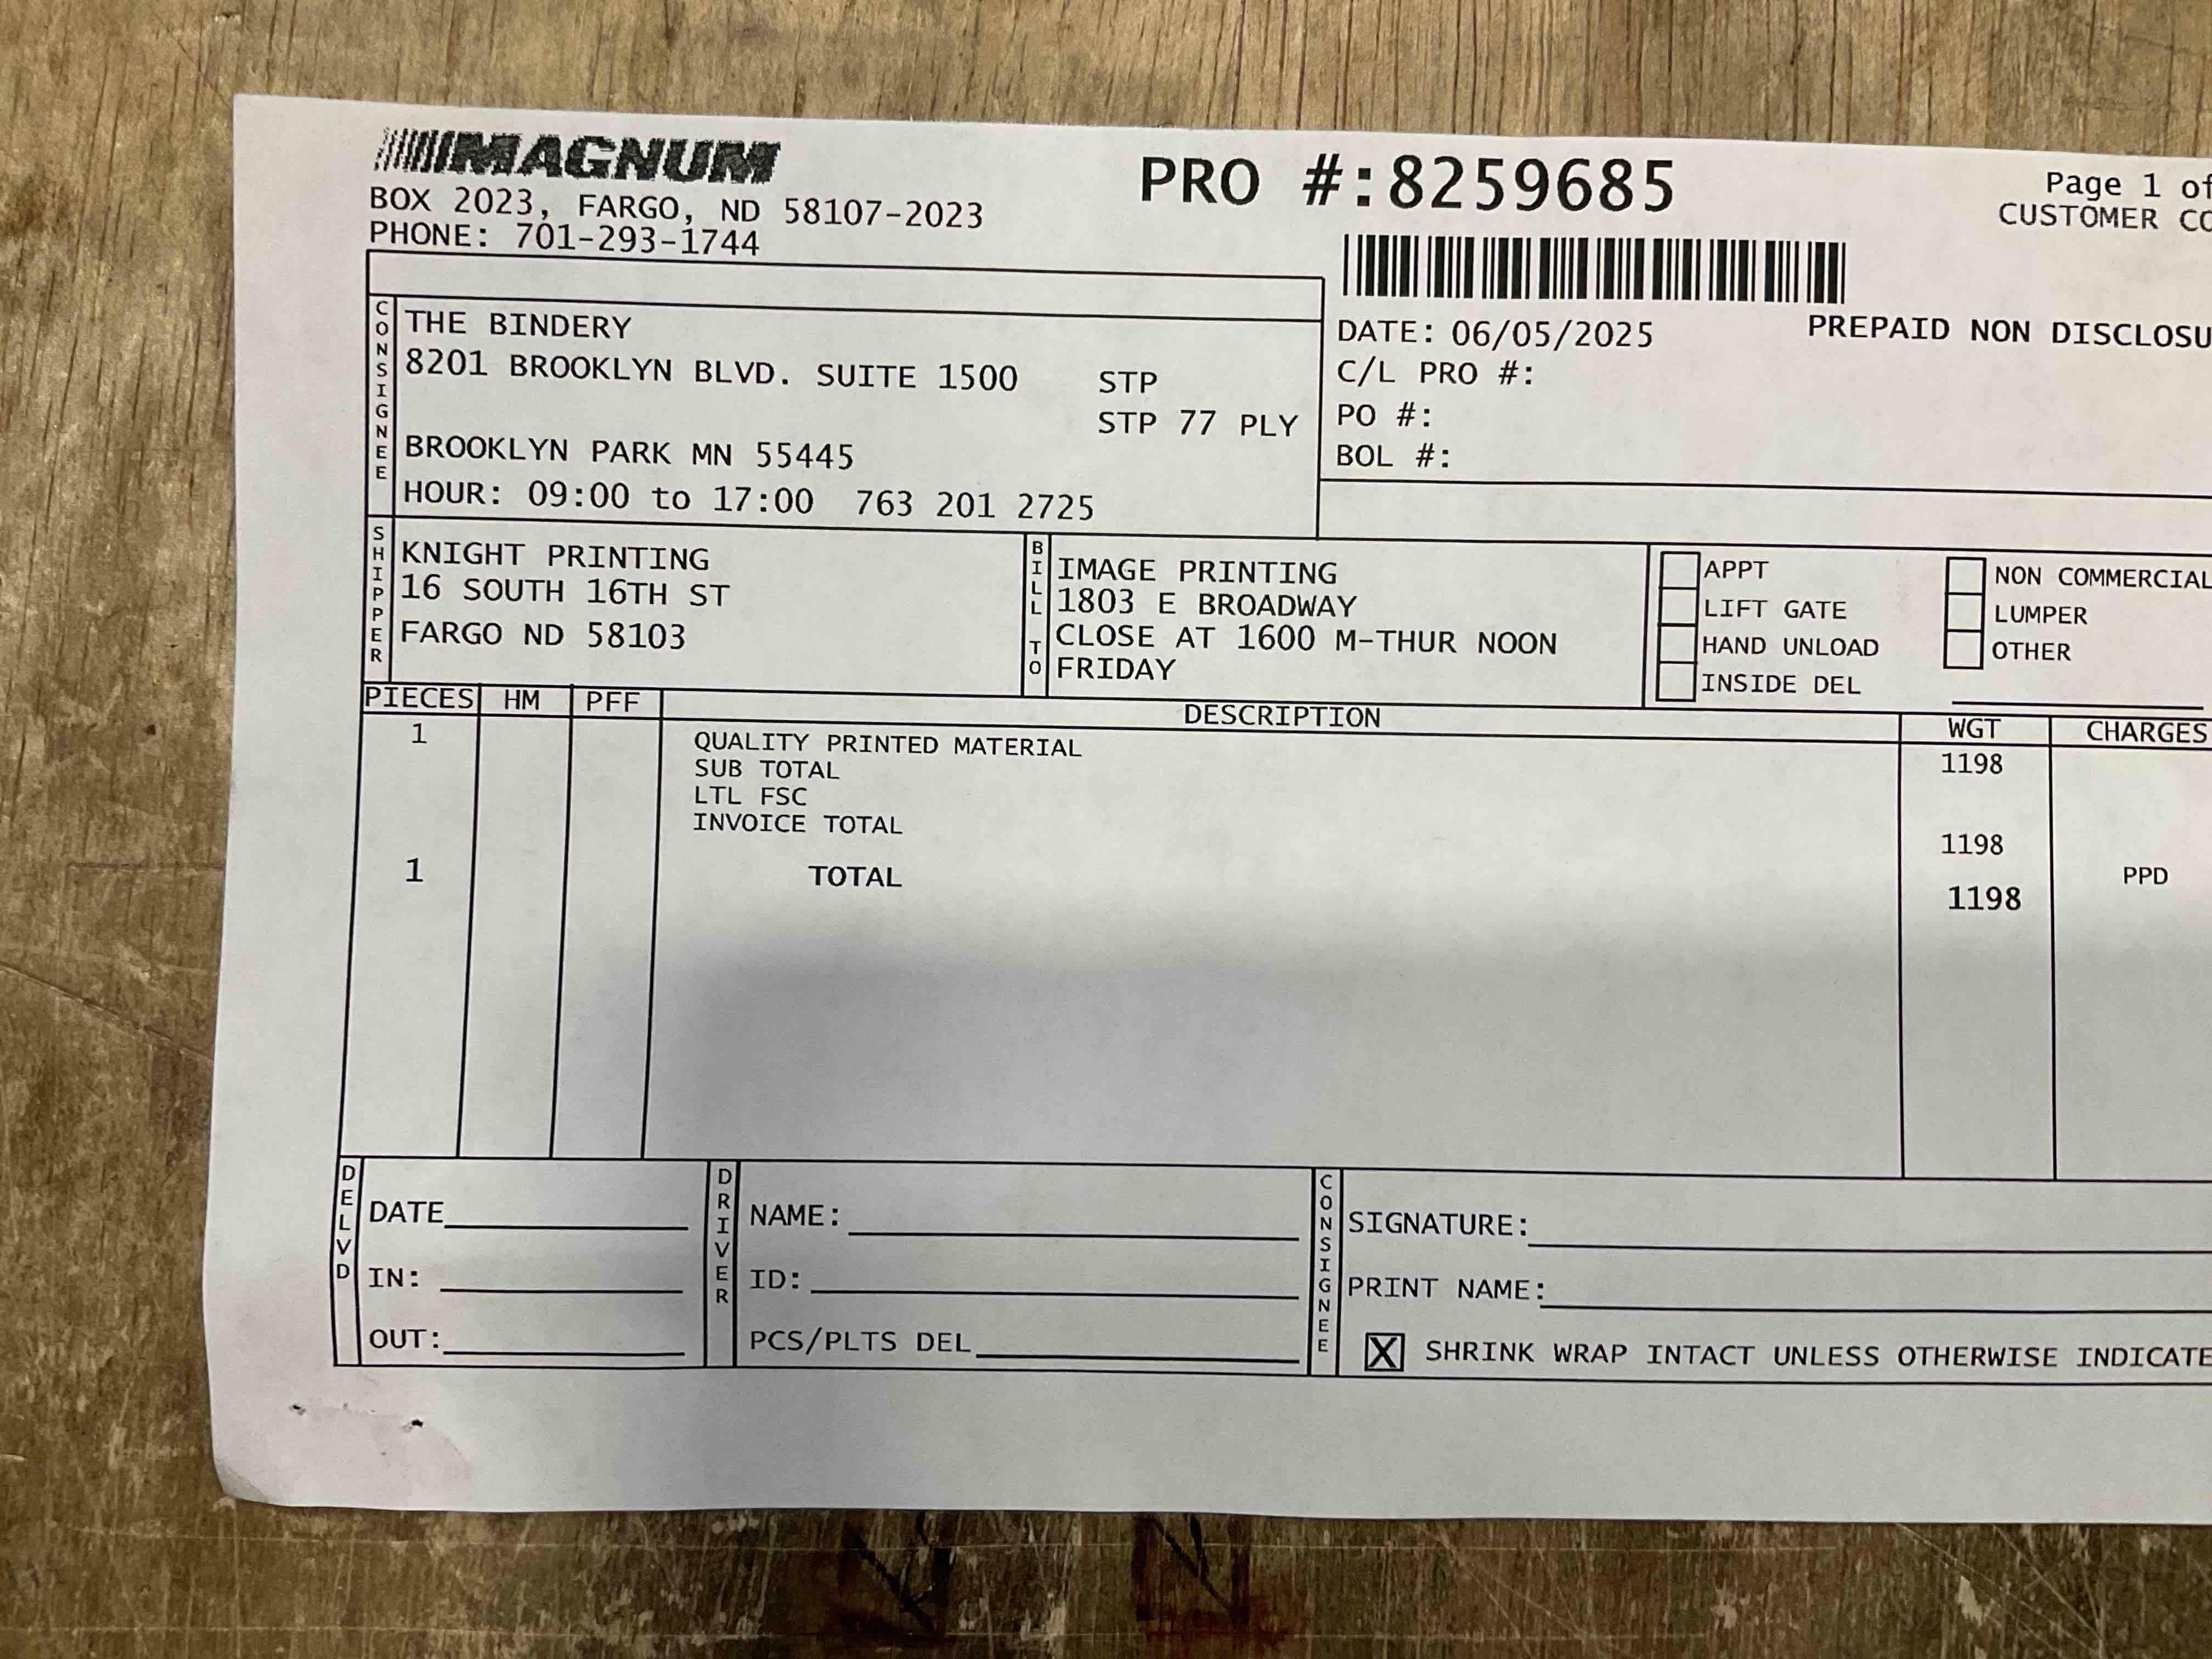 MAGNUM
BOX 2023, FARGO, ND 58107-2023
PHONE: 701-293-1744
PRO #:8259685
Page 1 of
CUSTOMER CO
CONSIGNEE
THE BINDERY
8201 BROOKLYN BLVD. SUITE 1500 STP
STP 77 PLY
BROOKLYN PARK MN 55445
HOUR: 09:00 to 17:00 763 201 2725
DATE: 06/05/2025 PREPAID NON DISCLOSU
C/L PRO #:
PO #:
BOL #:
SHIPPER
KNIGHT PRINTING
16 SOUTH 16TH ST
FARGO ND 58103
BILL TO
IMAGE PRINTING
1803 E BROADWAY
CLOSE AT 1600 M-THUR NOON
FRIDAY
APPT
LIFT GATE
HAND UNLOAD
INSIDE DEL
NON COMMERCIAL
LUMPER
OTHER
PIECES HM PFF DESCRIPTION WGT CHARGES
1 QUALITY PRINTED MATERIAL 1198
SUB TOTAL
LTL FSC
INVOICE TOTAL 1198
1 TOTAL 1198 PPD
DELVD
DATE
IN:
OUT:
DRIVER
NAME:
ID:
PCS/PLTS DEL
CONSIGNEE
SIGNATURE:
PRINT NAME:
X SHRINK WRAP INTACT UNLESS OTHERWISE INDICATE